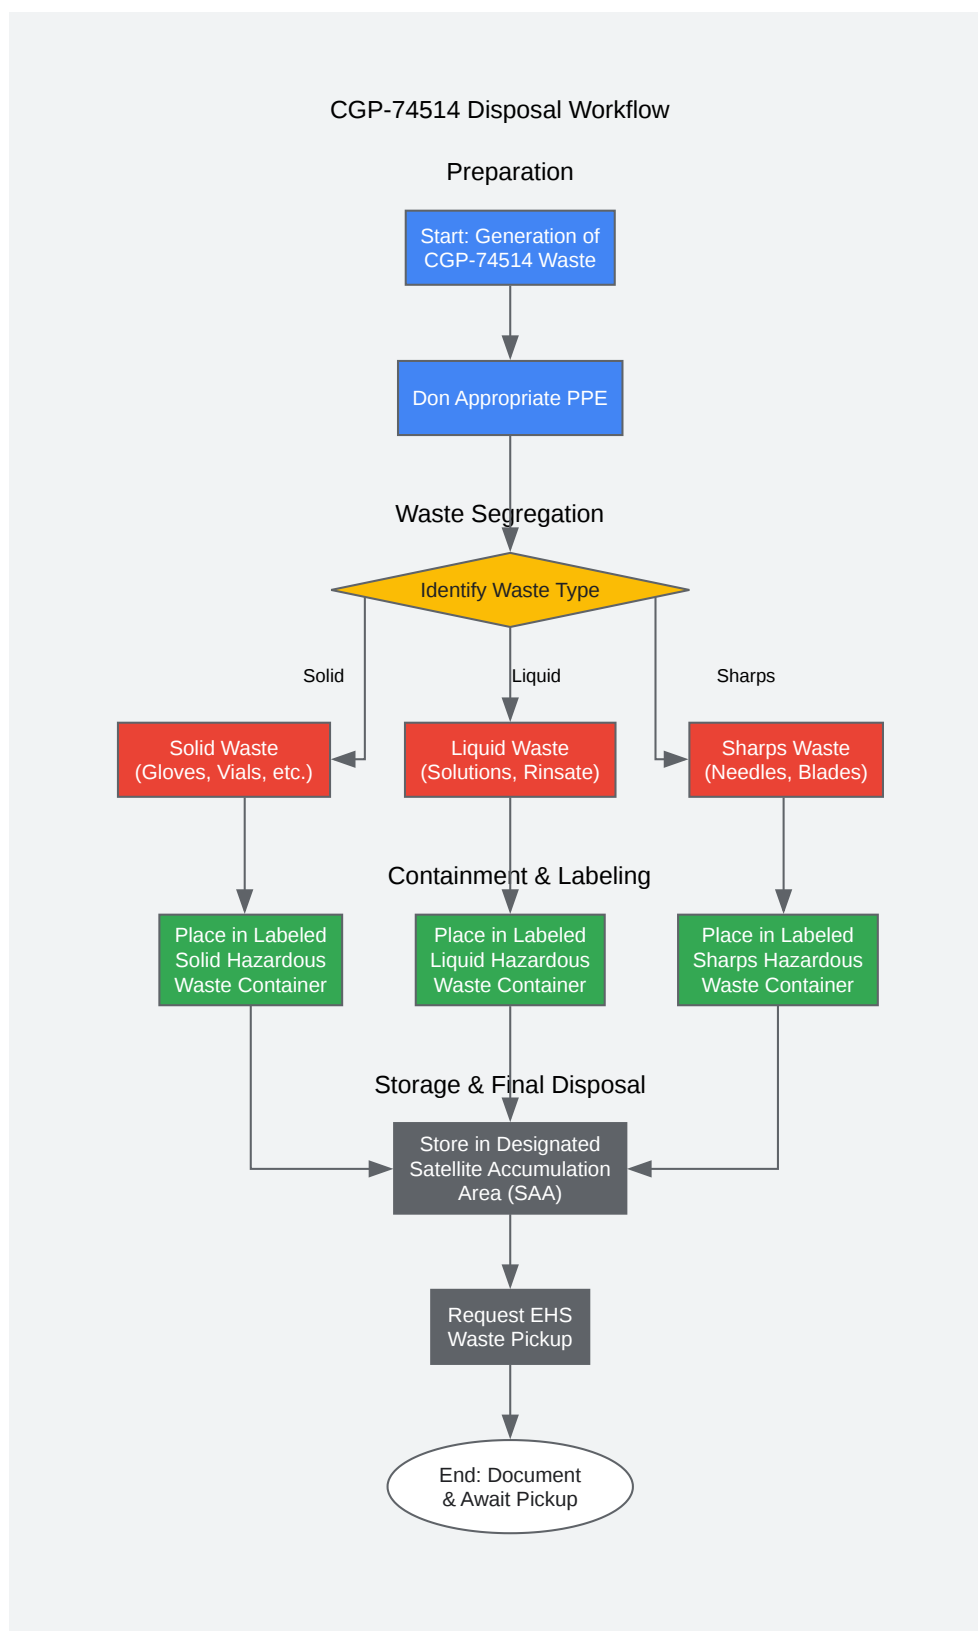 CGP-74514 Disposal Workflow
Preparation
Start: Generation of
CGP-74514 Waste
Don Appropriate PPE
Waste Segregation
Identify Waste Type
Solid
Liquid
Sharps
Solid Waste
(Gloves, Vials, etc.)
Liquid Waste
(Solutions, Rinsate)
Sharps Waste
(Needles, Blades)
Containment & Labeling
Place in Labeled
Solid Hazardous
Waste Container
Place in Labeled
Liquid Hazardous
Waste Container
Place in Labeled
Sharps Hazardous
Waste Container
Storage & Final Disposal
Store in Designated
Satellite Accumulation
Area (SAA)
Request EHS
Waste Pickup
End: Document
& Await Pickup